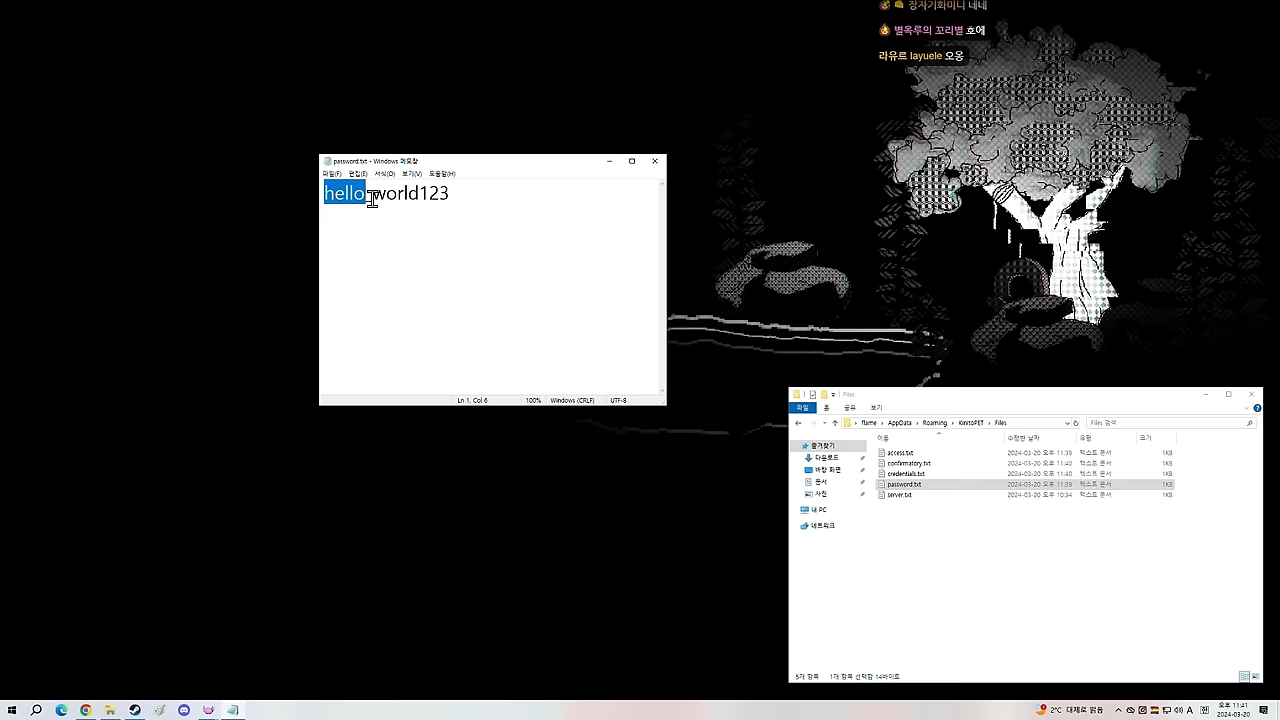 장자기화미니 네네
별옥루의 꼬리별 호에
라유르 layuele 오옹
password.txt - Windows 메모장
파일(F) 편집(E) 서식(O) 보기(V) 도움말(H)
hello world123
Ln 1, Col 6 100% Windows (CRLF) UTF-8
Files
파일 홈 공유 보기
flame > AppData > Roaming > KinitoPET > Files
Files 검색
이름 수정한 날짜 유형 크기
즐겨찾기
다운로드
바탕 화면
문서
사진
내 PC
네트워크
access.txt 2024-03-20 오후 11:39 텍스트 문서 1KB
confirmatory.txt 2024-03-20 오후 11:40 텍스트 문서 1KB
credentials.txt 2024-03-20 오후 11:40 텍스트 문서 1KB
password.txt 2024-03-20 오후 11:39 텍스트 문서 1KB
server.txt 2024-03-20 오후 10:34 텍스트 문서 1KB
5개 항목 1개 항목 선택함 14바이트
2°C 대체로 맑음
A
오후 11:41
2024-03-20